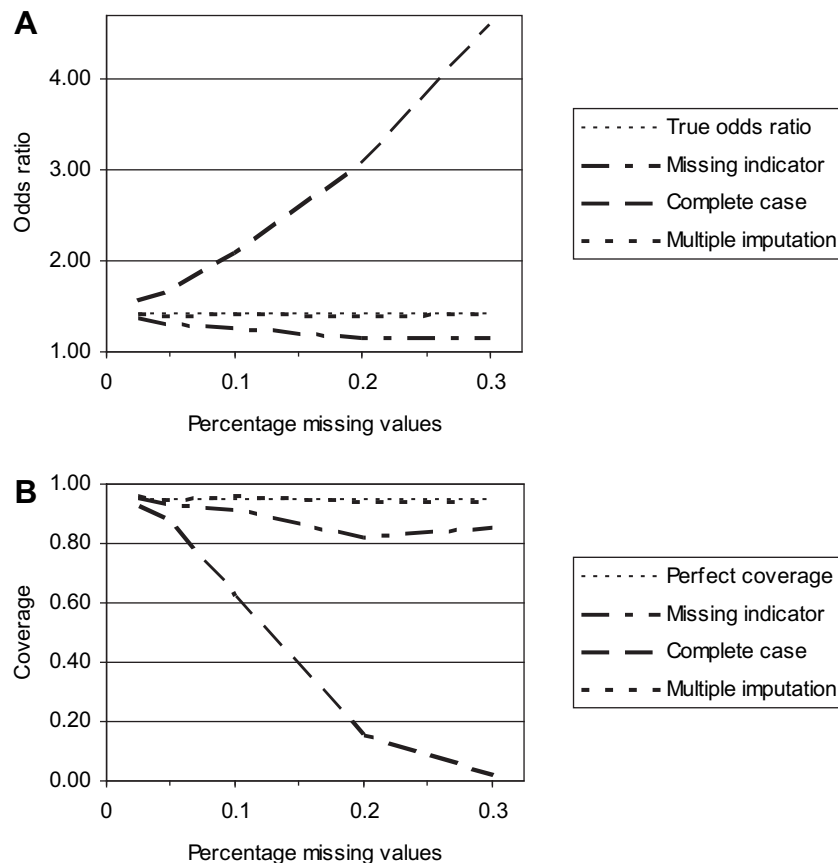 A
4.00
3.00
2.00
1.00
Odds ratio
0
0.1
0.2
0.3
Percentage missing values
True odds ratio
Missing indicator
Complete case
Multiple imputation
B
1.00
0.80
0.60
0.40
0.20
0.00
Coverage
0
0.1
0.2
0.3
Percentage missing values
Perfect coverage
Missing indicator
Complete case
Multiple imputation